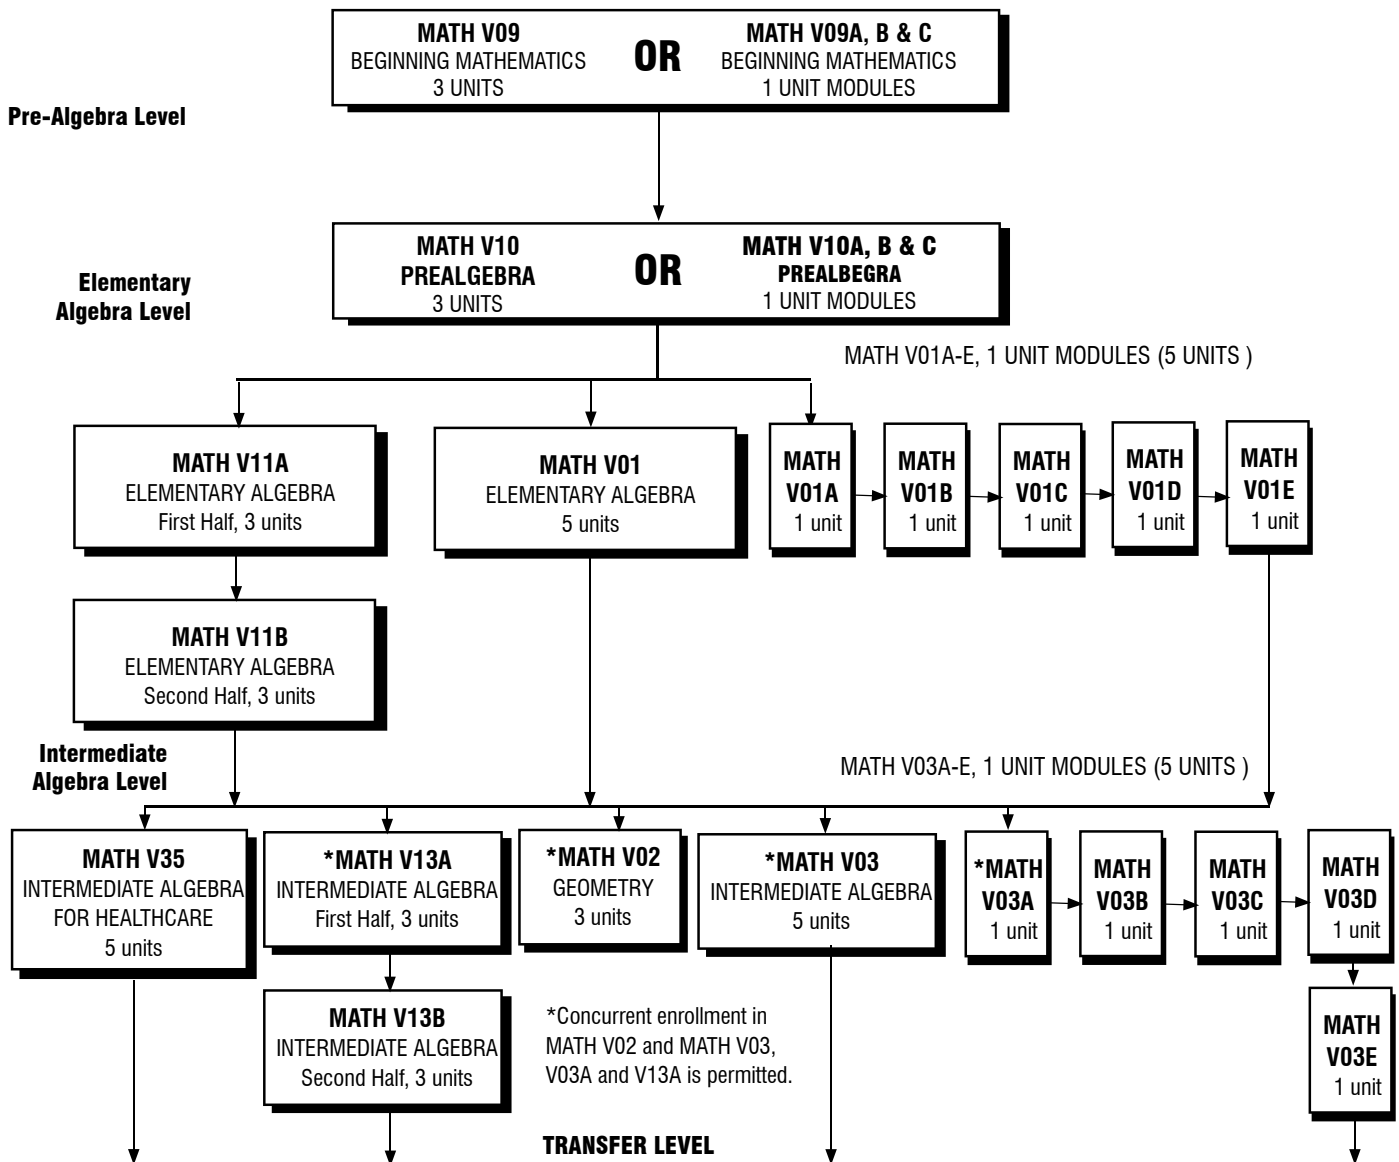 MATH V09
BEGINNING MATHEMATICS
3 UNITS
OR
MATH V09A, B & C
BEGINNING MATHEMATICS
1 UNIT MODULES
Pre-Algebra Level
MATH V10
PREALGEBRA
3 UNITS
OR
MATH V10A, B & C
PREALBEGRA
1 UNIT MODULES
Elementary
Algebra Level
MATH V01A-E, 1 UNIT MODULES (5 UNITS )
MATH V11A
ELEMENTARY ALGEBRA
First Half, 3 units
MATH V01
ELEMENTARY ALGEBRA
5 units
MATH
V01A
1 unit
MATH
V01B
1 unit
MATH
V01C
1 unit
MATH
V01D
1 unit
MATH
V01E
1 unit
MATH V11B
ELEMENTARY ALGEBRA
Second Half, 3 units
Intermediate
Algebra Level
MATH V03A-E, 1 UNIT MODULES (5 UNITS )
MATH V35
INTERMEDIATE ALGEBRA
FOR HEALTHCARE
5 units
*MATH V13A
INTERMEDIATE ALGEBRA
First Half, 3 units
*MATH V02
GEOMETRY
3 units
*MATH V03
INTERMEDIATE ALGEBRA
5 units
*MATH
V03A
1 unit
MATH
V03B
1 unit
MATH
V03C
1 unit
MATH
V03D
1 unit
MATH V13B
INTERMEDIATE ALGEBRA
Second Half, 3 units
*Concurrent enrollment in
MATH V02 and MATH V03,
V03A and V13A is permitted.
MATH
V03E
1 unit
TRANSFER LEVEL